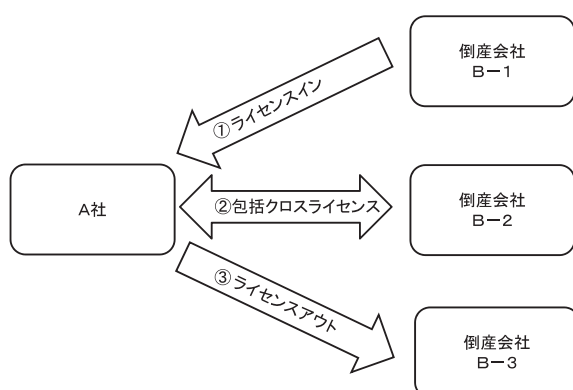 倒産会社
B－1
①ライセンスイン
A社
②包括クロスライセンス
倒産会社
B－2
③ライセンスアウト
倒産会社
B－3